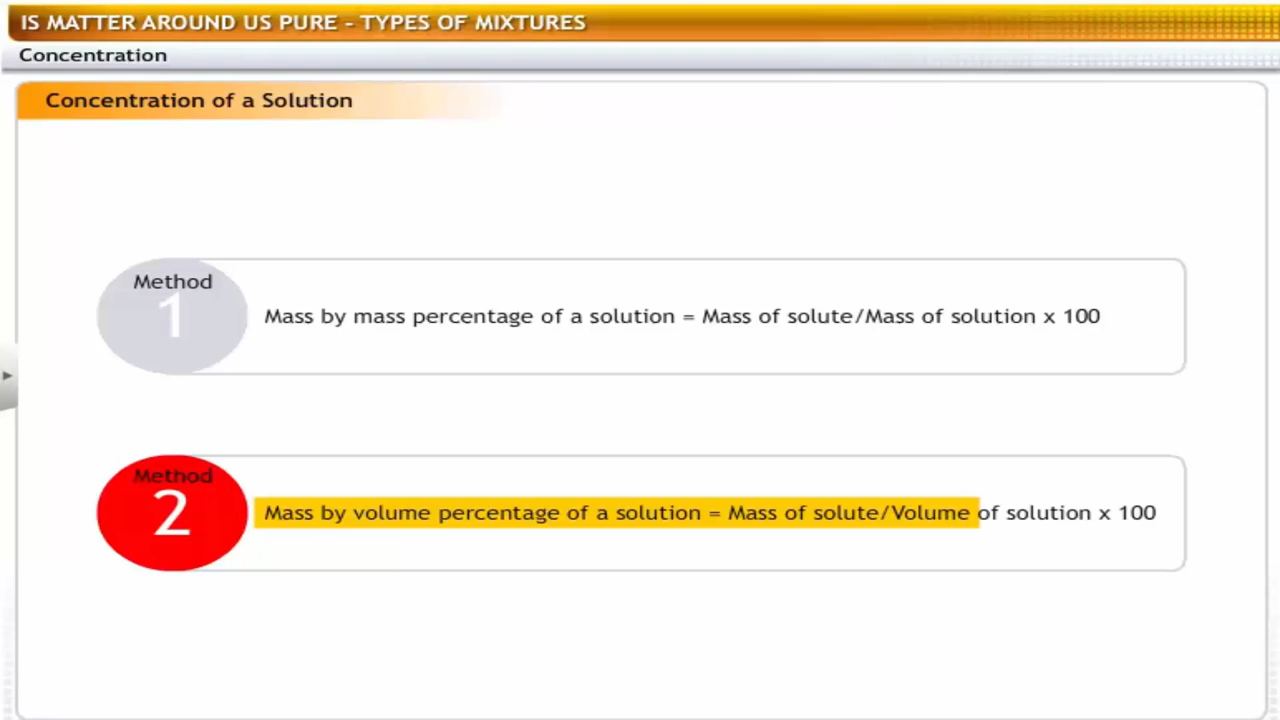 IS MATTER AROUND US PURE - TYPES OF MIXTURES
Concentration
Concentration of a Solution
Method
1
Mass by mass percentage of a solution = Mass of solute/Mass of solution x 100
Method
2
Mass by volume percentage of a solution = Mass of solute/Volume of solution x 100